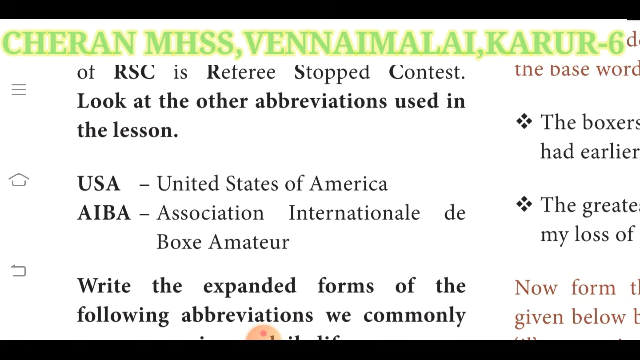 CHERAN MHSS,VENNAIMALAI,KARUR-6
of RSC is Referee Stopped Contest.
Look at the other abbreviations used in
the lesson.
USA – United States of America
AIBA – Association Internationale de
Boxe Amateur
Write the expanded forms of the
following abbreviations we commonly
the base word
❖ The boxers
had earlier
❖ The greate
my loss of
Now form th
given below b